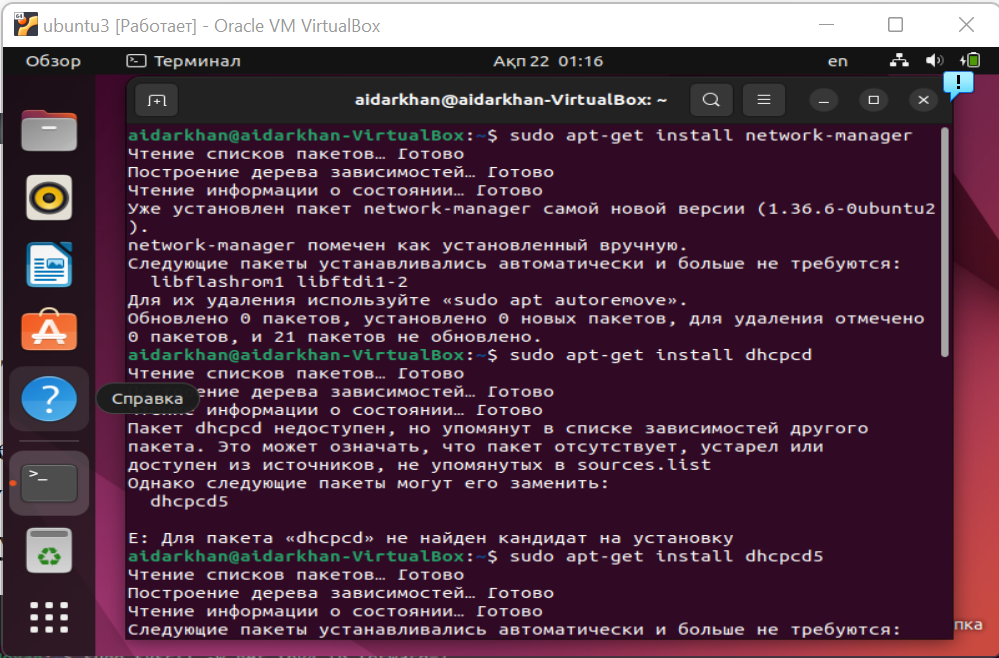 ubuntu3 [Работает] - Oracle VM VirtualBox
Обзор Терминал Ақп 22 01:16 en
aidarkhan@aidarkhan-VirtualBox: ~
aidarkhan@aidarkhan-VirtualBox:~$ sudo apt-get install network-manager
Чтение списков пакетов… Готово
Построение дерева зависимостей… Готово
Чтение информации о состоянии… Готово
Уже установлен пакет network-manager самой новой версии (1.36.6-0ubuntu2
).
network-manager помечен как установленный вручную.
Следующие пакеты устанавливались автоматически и больше не требуются:
libflashrom1 libftdi1-2
Для их удаления используйте «sudo apt autoremove».
Обновлено 0 пакетов, установлено 0 новых пакетов, для удаления отмечено
0 пакетов, и 21 пакетов не обновлено.
aidarkhan@aidarkhan-VirtualBox:~$ sudo apt-get install dhcpcd
Чтение списков пакетов… Готово
ение дерева зависимостей… Готово
Справка
информации о состоянии… Готово
Пакет dhcpcd недоступен, но упомянут в списке зависимостей другого
пакета. Это может означать, что пакет отсутствует, устарел или
доступен из источников, не упомянутых в sources.list
Однако следующие пакеты могут его заменить:
dhcpcd5
E: Для пакета «dhcpcd» не найден кандидат на установку
aidarkhan@aidarkhan-VirtualBox:~$ sudo apt-get install dhcpcd5
Чтение списков пакетов… Готово
Построение дерева зависимостей… Готово
Чтение информации о состоянии… Готово
Следующие пакеты устанавливались автоматически и больше не требуются:
пка